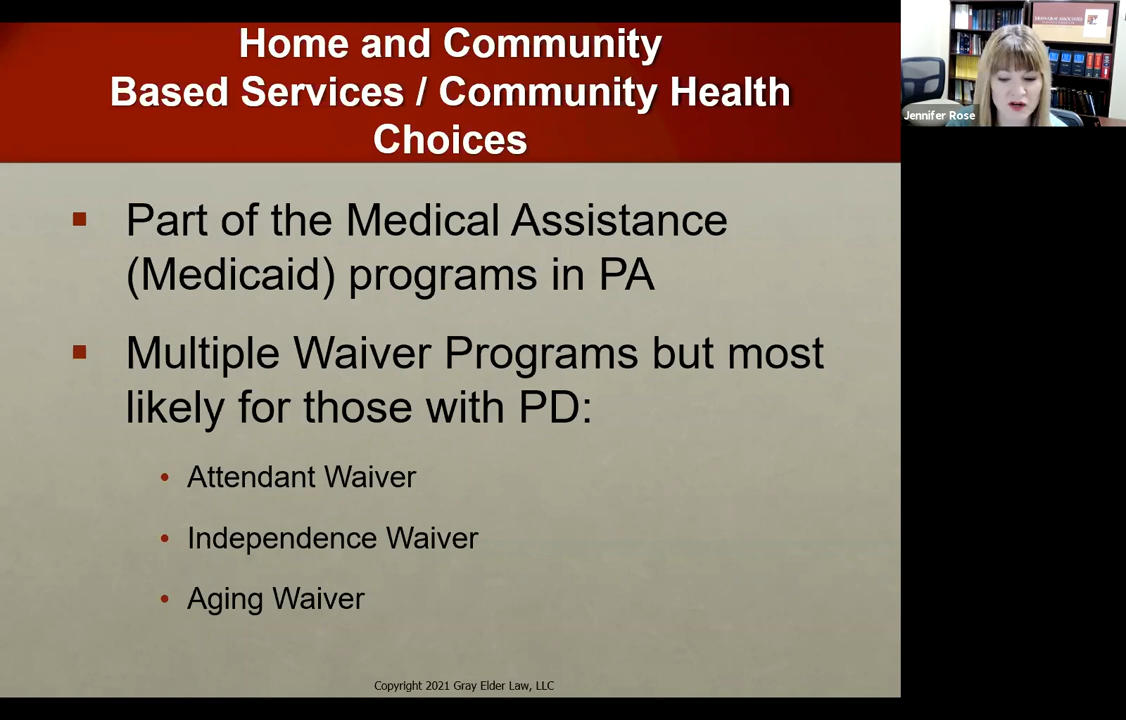 Home and Community
Based Services / Community Health
Choices
Jennifer Rose
▪ Part of the Medical Assistance
(Medicaid) programs in PA
▪ Multiple Waiver Programs but most
likely for those with PD:
• Attendant Waiver
• Independence Waiver
• Aging Waiver
Copyright 2021 Gray Elder Law, LLC